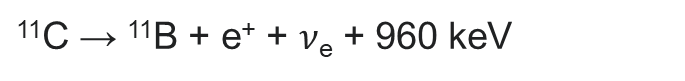 ¹¹C → ¹¹B + e⁺ + νₑ + 960 keV